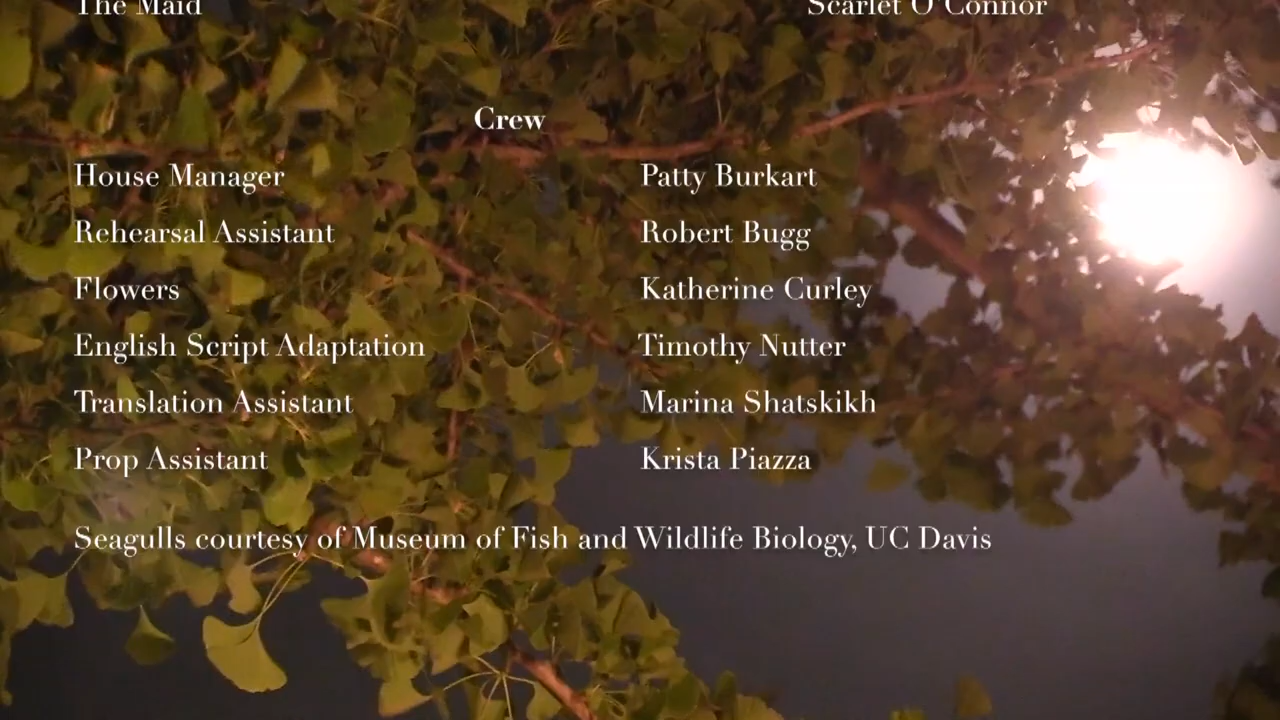 The Maid Scarlet O'Connor
Crew
House Manager Patty Burkart
Rehearsal Assistant Robert Bugg
Flowers Katherine Curley
English Script Adaptation Timothy Nutter
Translation Assistant Marina Shatskikh
Prop Assistant Krista Piazza
Seagulls courtesy of Museum of Fish and Wildlife Biology, UC Davis